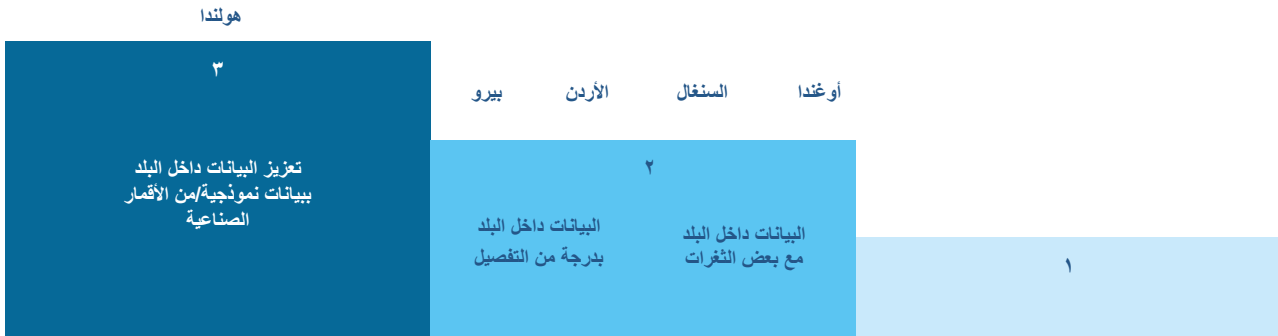 هولندا
٣
أوغندا السنغال الأردن بيرو
تعزيز البيانات داخل البلد
ببيانات نموذجية/من الأقمار
الصناعية
٢
البيانات داخل البلد
مع بعض الثغرات
البيانات داخل البلد
بدرجة من التفصيل
١